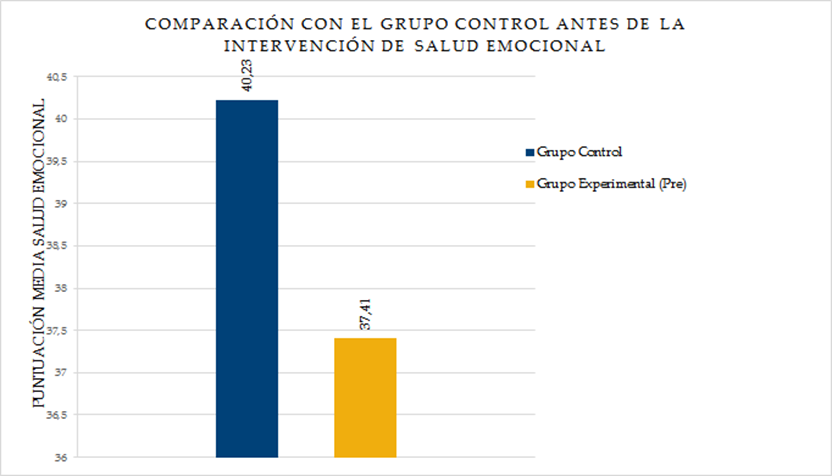 COMPARACIÓN CON EL GRUPO CONTROL ANTES DE LA
INTERVENCIÓN DE SALUD EMOCIONAL
PUNTUACIÓN MEDIA SALUD EMOCIONAL
40,5
40
39,5
39
38,5
38
37,5
37
36,5
36
40,23
37,41
Grupo Control
Grupo Experimental (Pre)